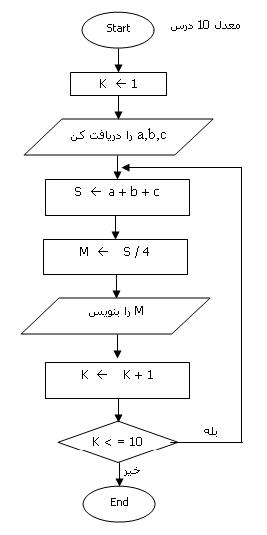 Start
معدل 10 درس
K ← 1
a,b,c را دریافت کن
S ← a + b + c
M ← S / 4
M را بنویس
K ← K + 1
K < = 10
بله
خیر
End